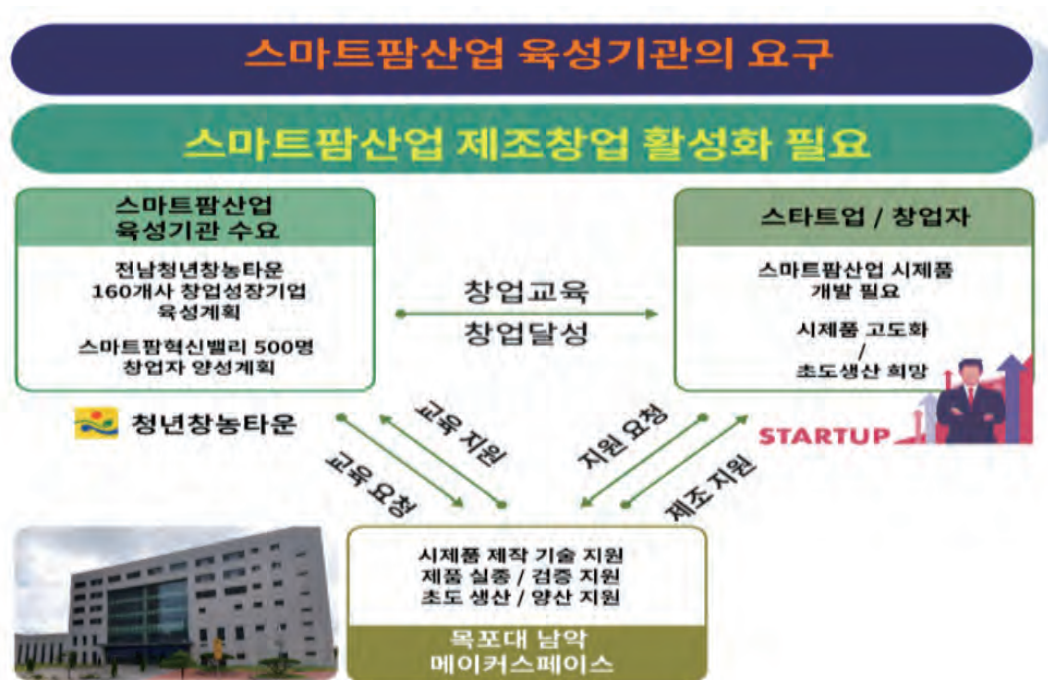 스마트팜산업 육성기관의 요구
스마트팜산업 제조창업 활성화 필요
스마트팜산업
육성기관 수요
전남청년창농타운
160개사 창업성장기업
육성계획
스마트팜혁신밸리 500명
창업자 양성계획
청년창농타운
창업교육
창업달성
스타트업 / 창업자
스마트팜산업 시제품
개발 필요
시제품 고도화
/
초도생산 희망
STARTUP
교육 지원
교육 요청
지원 요청
제조 지원
시제품 제작 기술 지원
제품 실증 / 검증 지원
초도 생산 / 양산 지원
목포대 남악
메이커스페이스